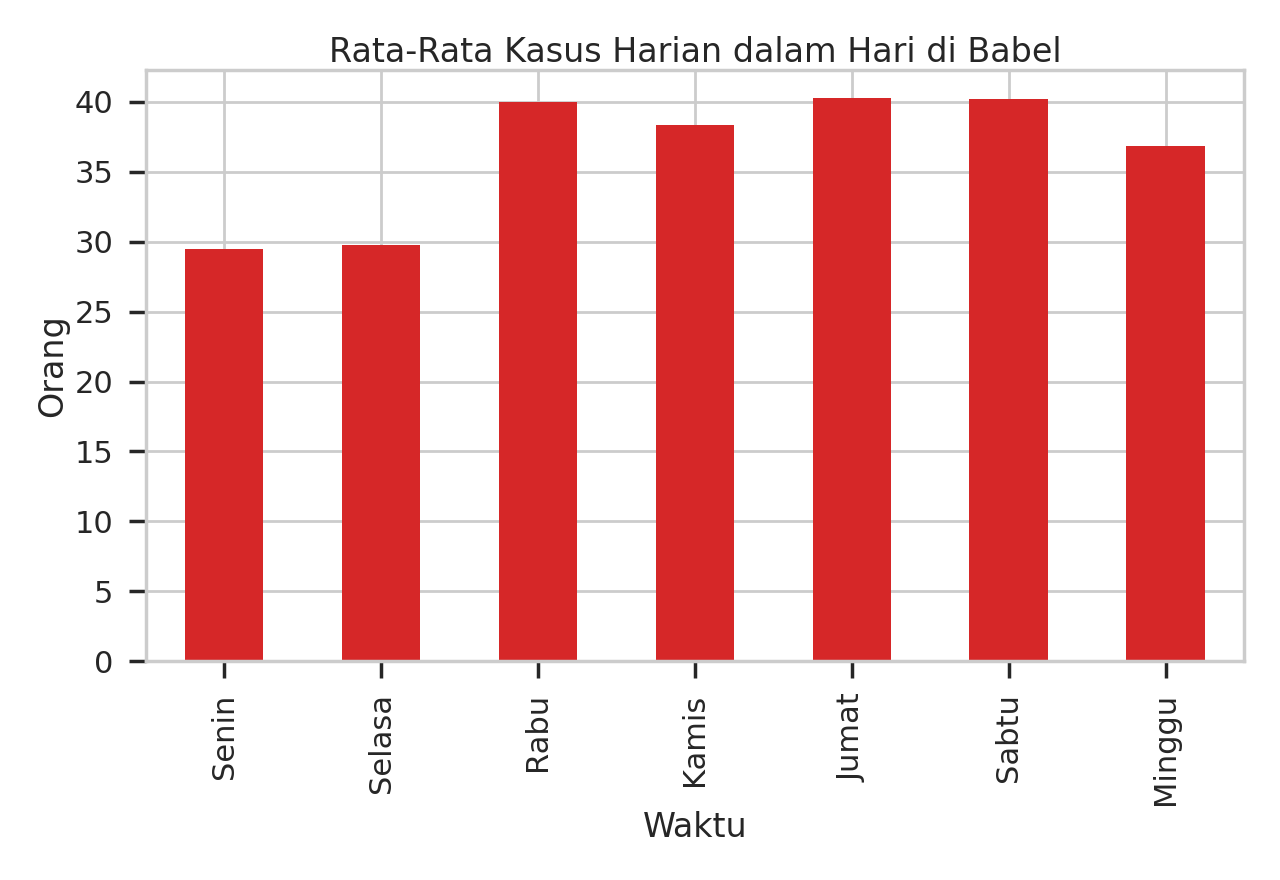 Rata-Rata Kasus Harian dalam Hari di Babel
40
35
30
25
20
15
10
5
0
Orang
Senin
Selasa
Rabu
Kamis
Jumat
Sabtu
Minggu
Waktu